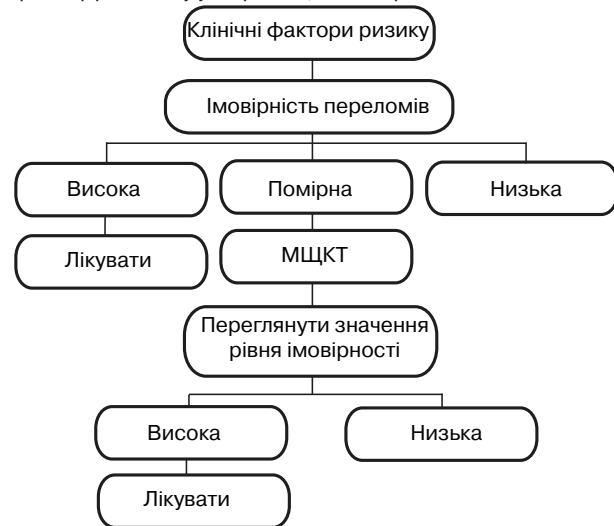 Клінічні фактори ризику
Імовірність переломів
Висока
Помірна
Низька
Лікувати
МЩКТ
Переглянути значення
рівня імовірності
Висока
Низька
Лікувати